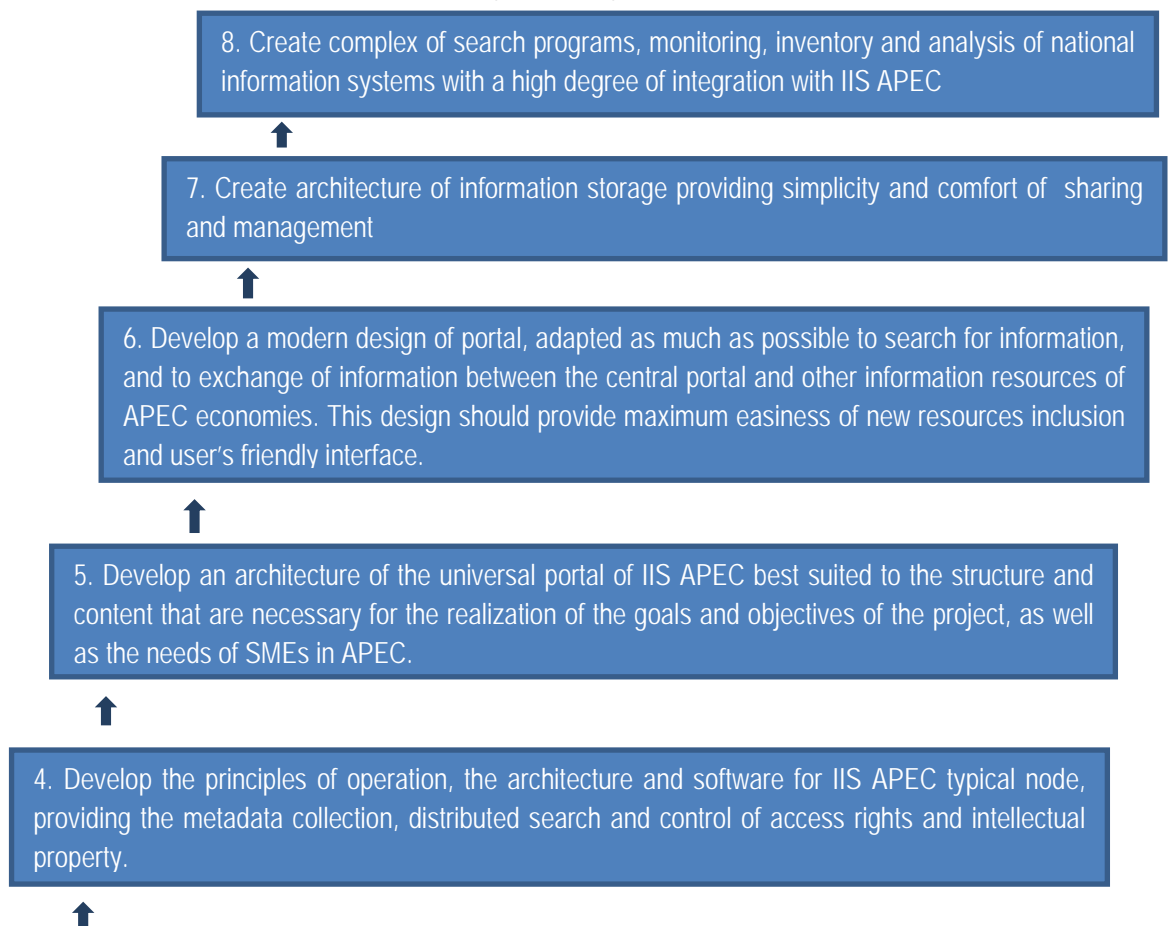 8. Create complex of search programs, monitoring, inventory and analysis of national
information systems with a high degree of integration with IIS APEC
7. Create architecture of information storage providing simplicity and comfort of sharing
and management
6. Develop a modern design of portal, adapted as much as possible to search for information,
and to exchange of information between the central portal and other information resources of
APEC economies. This design should provide maximum easiness of new resources inclusion
and user's friendly interface.
5. Develop an architecture of the universal portal of IIS APEC best suited to the structure and
content that are necessary for the realization of the goals and objectives of the project, as well
as the needs of SMEs in APEC.
4. Develop the principles of operation, the architecture and software for IIS APEC typical node,
providing the metadata collection, distributed search and control of access rights and intellectual
property.